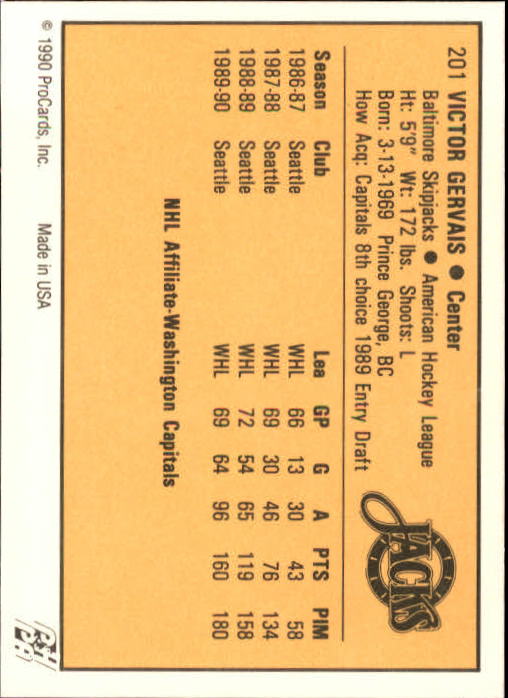 201 VICTOR GERVAIS ● Center
Baltimore Skipjacks ● American Hockey League
Ht: 5'9" Wt: 172 lbs. Shoots: L
Born: 3-13-1969 Prince George, BC
How Acq: Capitals 8th choice 1989 Entry Draft
JACKS
Season Club Lea GP G A PTS PIM
1986-87 Seattle WHL 66 13 30 43 58
1987-88 Seattle WHL 69 30 46 76 134
1988-89 Seattle WHL 72 54 65 119 158
1989-90 Seattle WHL 69 64 96 160 180
NHL Affiliate-Washington Capitals
© 1990 ProCards, Inc. Made in USA